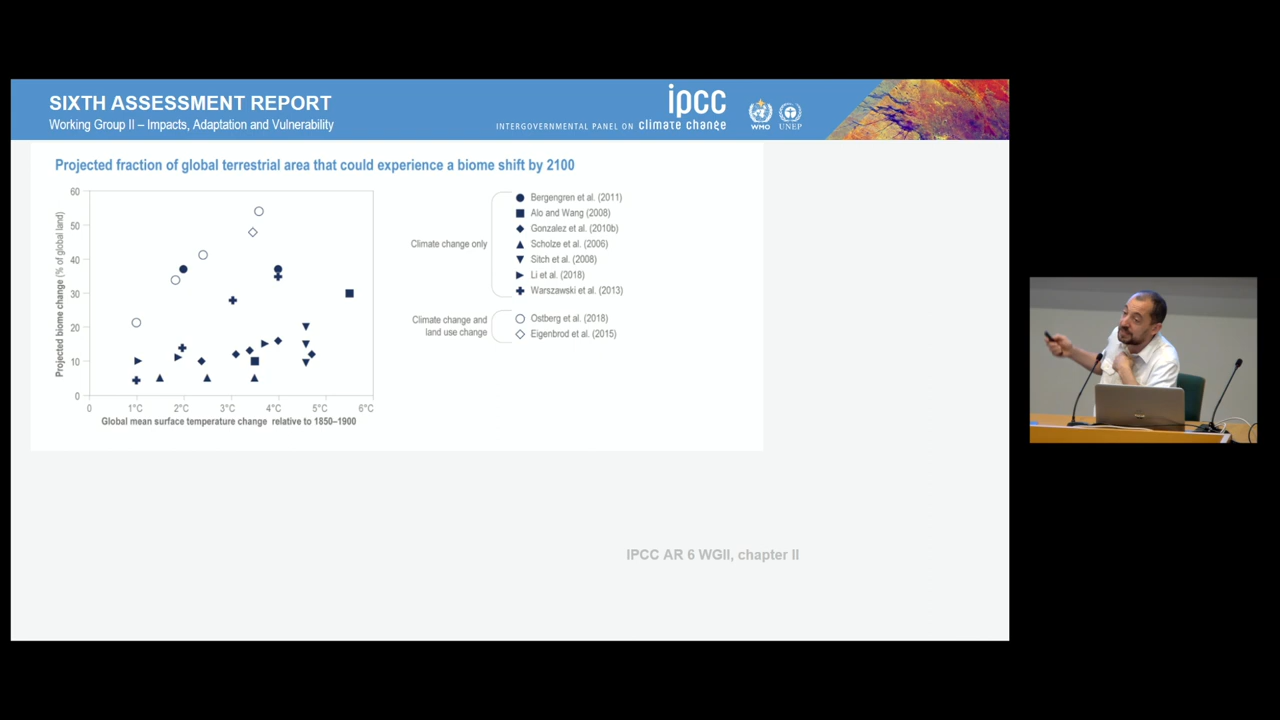 SIXTH ASSESSMENT REPORT
Working Group II – Impacts, Adaptation and Vulnerability
ipcc
INTERGOVERNMENTAL PANEL ON climate change
WMO
UNEP
Projected fraction of global terrestrial area that could experience a biome shift by 2100
Projected biome change (% of global land)
60
50
40
30
20
10
0
0 1°C 2°C 3°C 4°C 5°C 6°C
Global mean surface temperature change relative to 1850–1900
Climate change only
Bergengren et al. (2011)
Alo and Wang (2008)
Gonzalez et al. (2010b)
Scholze et al. (2006)
Sitch et al. (2008)
Li et al. (2018)
Warszawski et al. (2013)
Climate change and
land use change
Ostberg et al. (2018)
Eigenbrod et al. (2015)
IPCC AR 6 WGII, chapter II